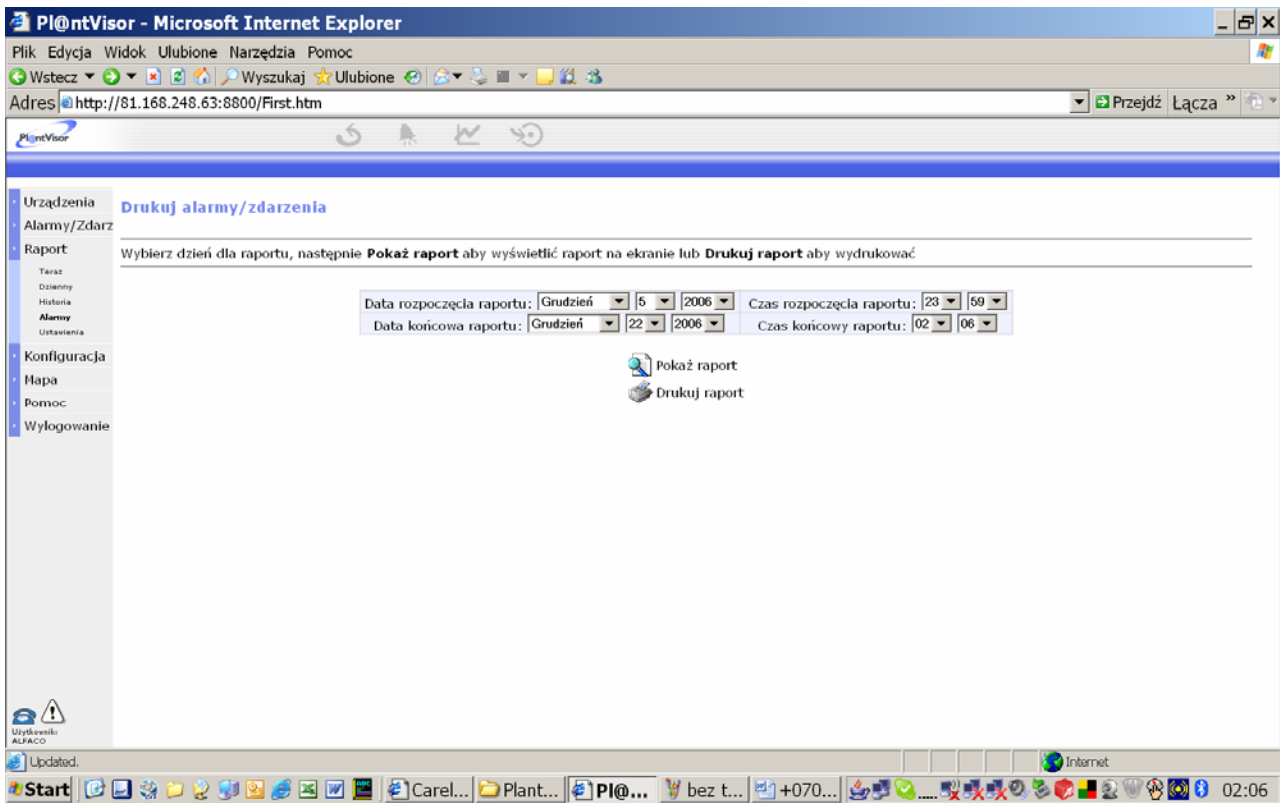 Pl@ntVisor - Microsoft Internet Explorer
Plik Edycja Widok Ulubione Narzędzia Pomoc
Wstecz Wyszukaj Ulubione
Adres http://81.168.248.63:8800/First.htm Przejdź Łącza »
Pl@ntVisor
Urządzenia
Alarmy/Zdarz
Raport
Teraz
Dzienny
Historia
Alarmy
Ustawienia
Konfiguracja
Mapa
Pomoc
Wylogowanie
Drukuj alarmy/zdarzenia
Wybierz dzień dla raportu, następnie Pokaż raport aby wyświetlić raport na ekranie lub Drukuj raport aby wydrukować
Data rozpoczęcia raportu: Grudzień 5 2006 Czas rozpoczęcia raportu: 23 59
Data końcowa raportu: Grudzień 22 2006 Czas końcowy raportu: 02 06
Pokaż raport
Drukuj raport
Użytkownik:
ALFACO
Updated. Internet
Start Carel... Plant... Pl@... bez t... +070... 02:06